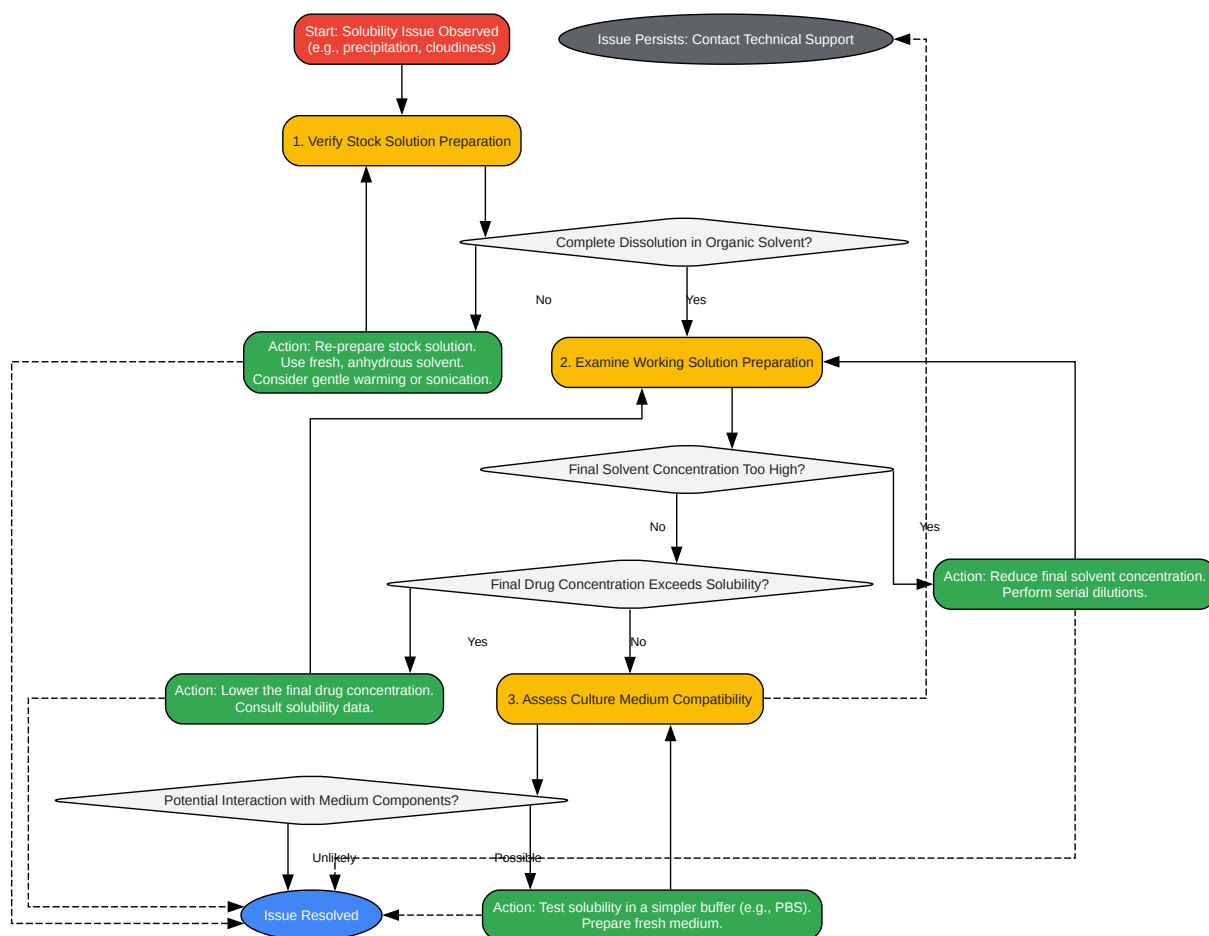 Start: Solubility Issue Observed
(e.g., precipitation, cloudiness)
Issue Persists: Contact Technical Support
1. Verify Stock Solution Preparation
Complete Dissolution in Organic Solvent?
No
Yes
Action: Re-prepare stock solution.
Use fresh, anhydrous solvent.
Consider gentle warming or sonication.
2. Examine Working Solution Preparation
Final Solvent Concentration Too High?
No
Yes
Action: Reduce final solvent concentration.
Perform serial dilutions.
Final Drug Concentration Exceeds Solubility?
Yes
No
Action: Lower the final drug concentration.
Consult solubility data.
3. Assess Culture Medium Compatibility
Potential Interaction with Medium Components?
Unlikely
Possible
Issue Resolved
Action: Test solubility in a simpler buffer (e.g., PBS).
Prepare fresh medium.